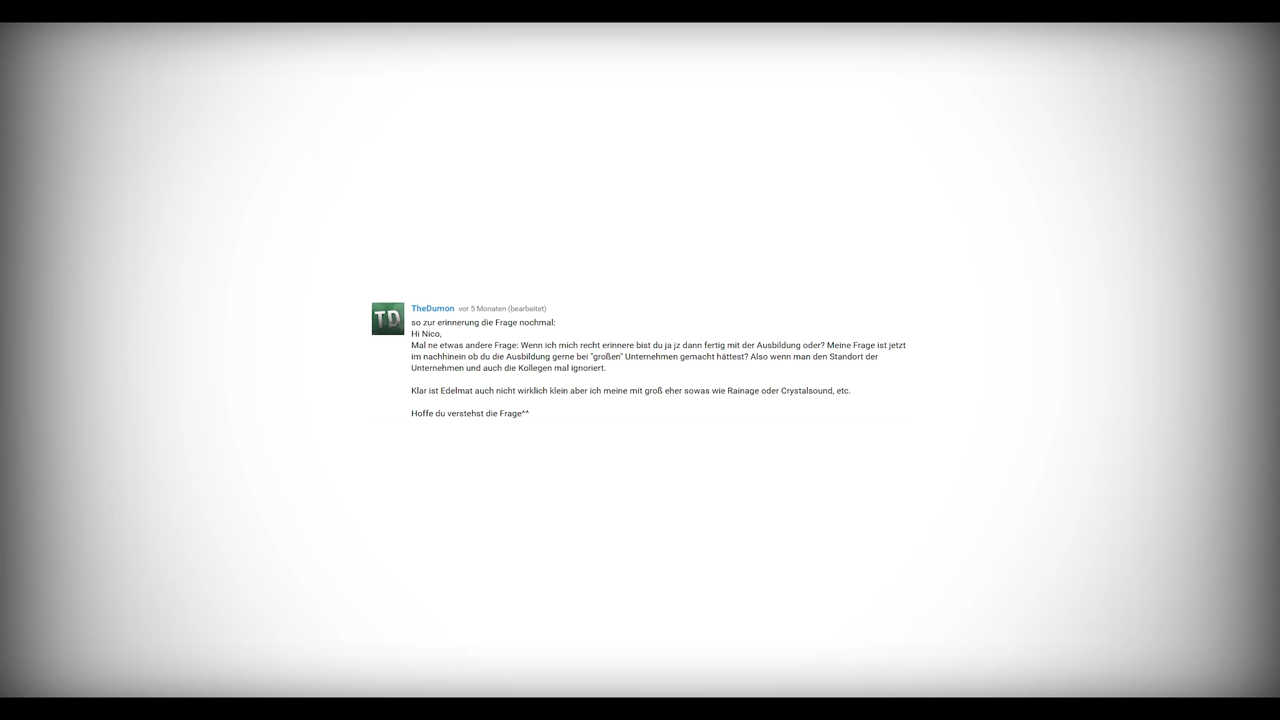 TD
TheDumon vor 5 Monaten (bearbeitet)
so zur erinnerung die Frage nochmal:
Hi Nico,
Mal ne etwas andere Frage: Wenn ich mich recht erinnere bist du ja jz dann fertig mit der Ausbildung oder? Meine Frage ist jetzt
im nachhinein ob du die Ausbildung gerne bei "großen" Unternehmen gemacht hättest? Also wenn man den Standort der
Unternehmen und auch die Kollegen mal ignoriert.
Klar ist Edelmat auch nicht wirklich klein aber ich meine mit groß eher sowas wie Rainage oder Crystalsound, etc.
Hoffe du verstehst die Frage^^